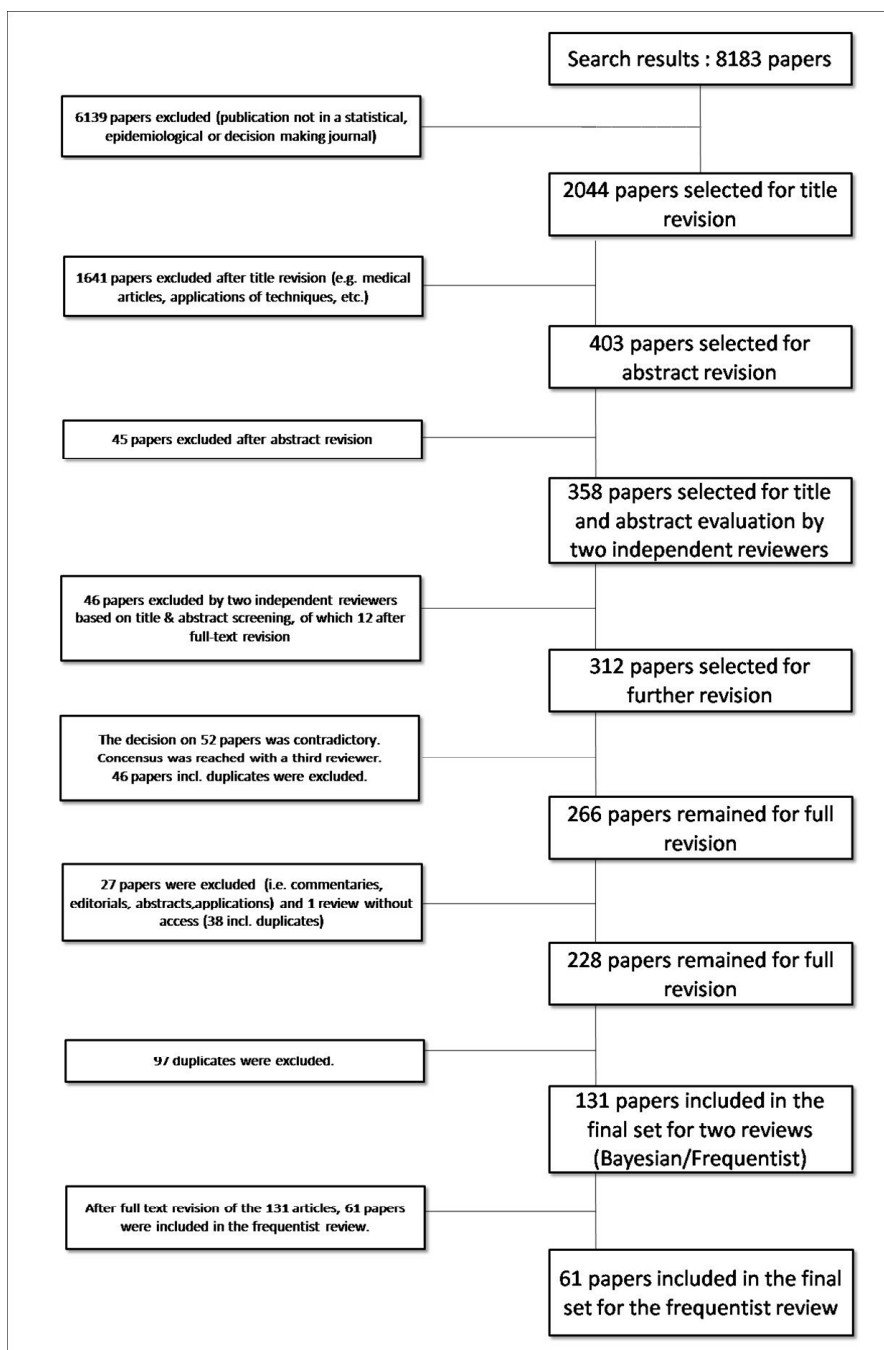 Search results : 8183 papers
6139 papers excluded (publication not in a statistical,
epidemiological or decision making journal)
2044 papers selected for title
revision
1641 papers excluded after title revision (e.g. medical
articles, applications of techniques, etc.)
403 papers selected for
abstract revision
45 papers excluded after abstract revision
358 papers selected for title
and abstract evaluation by
two independent reviewers
46 papers excluded by two independent reviewers
based on title & abstract screening, of which 12 after
full-text revision
312 papers selected for
further revision
The decision on 52 papers was contradictory.
Concensus was reached with a third reviewer.
46 papers incl. duplicates were excluded.
266 papers remained for full
revision
27 papers were excluded (i.e. commentaries,
editorials, abstracts,applications) and 1 review without
access (38 incl. duplicates)
228 papers remained for full
revision
97 duplicates were excluded.
131 papers included in the
final set for two reviews
(Bayesian/Frequentist)
After full text revision of the 131 articles, 61 papers
were included in the frequentist review.
61 papers included in the final
set for the frequentist review